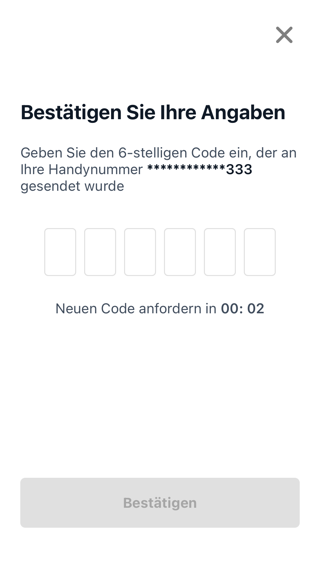 Bestätigen Sie Ihre Angaben
Geben Sie den 6-stelligen Code ein, der an
Ihre Handynummer ************333
gesendet wurde
Neuen Code anfordern in 00: 02
Bestätigen